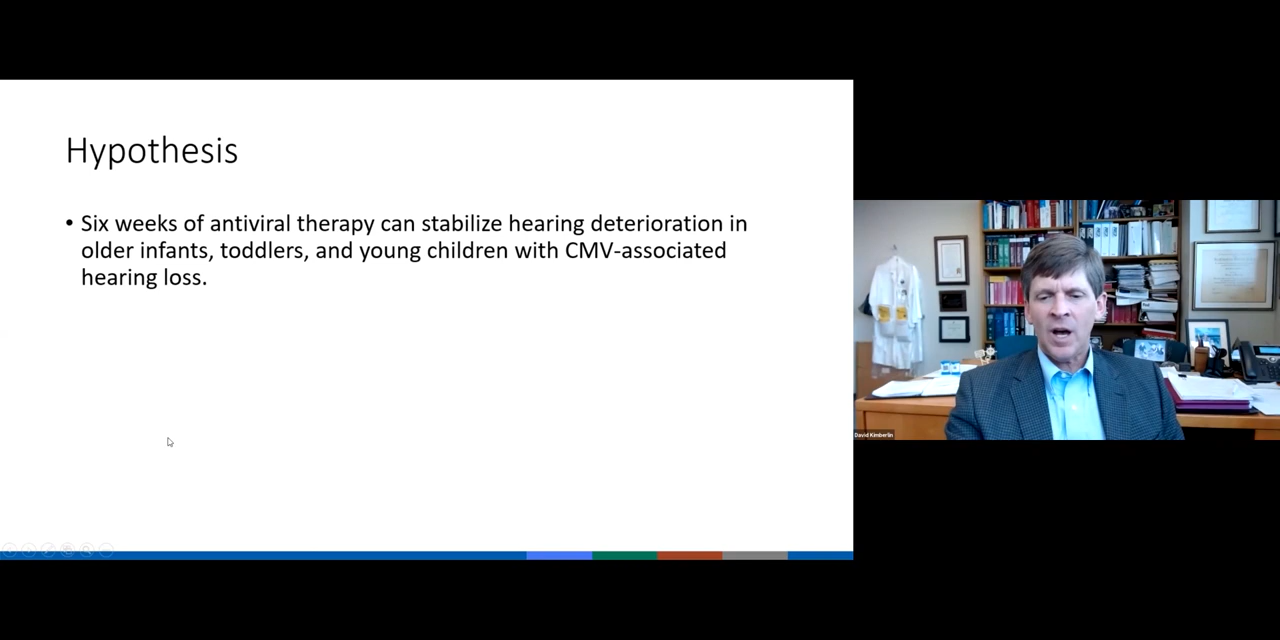 Hypothesis
• Six weeks of antiviral therapy can stabilize hearing deterioration in
older infants, toddlers, and young children with CMV-associated
hearing loss.
David Kimberlin